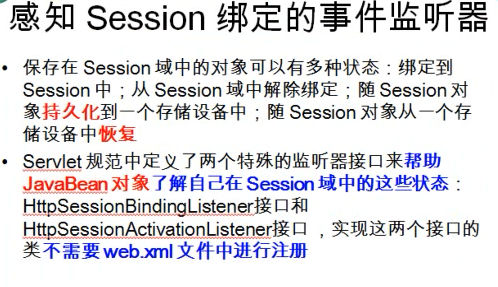 感知 Session 绑定的事件监听器
• 保存在 Session 域中的对象可以有多种状态：绑定到
Session 中；从 Session 域中解除绑定；随 Session 对
象持久化到一个存储设备中；随 Session 对象从一个存
储设备中恢复
• Servlet 规范中定义了两个特殊的监听器接口来帮助
JavaBean 对象了解自己在 Session 域中的这些状态：
HttpSessionBindingListener接口和
HttpSessionActivationListener接口 ，实现这两个接口的
类不需要 web.xml 文件中进行注册